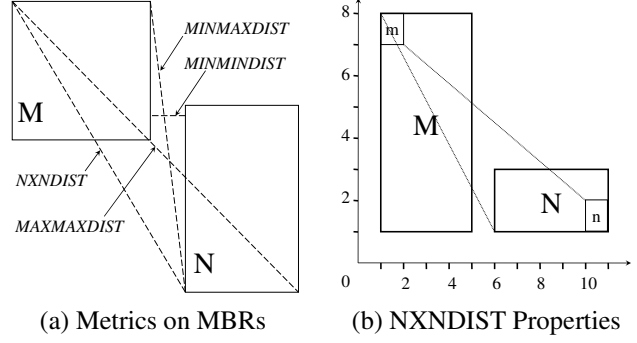 MINMAXDIST
MINMINDIST
M
NXNDIST
MAXMAXDIST
N
(a) Metrics on MBRs
8
6
4
2
0
2 4 6 8 10
m
M
N
n
(b) NXNDIST Properties